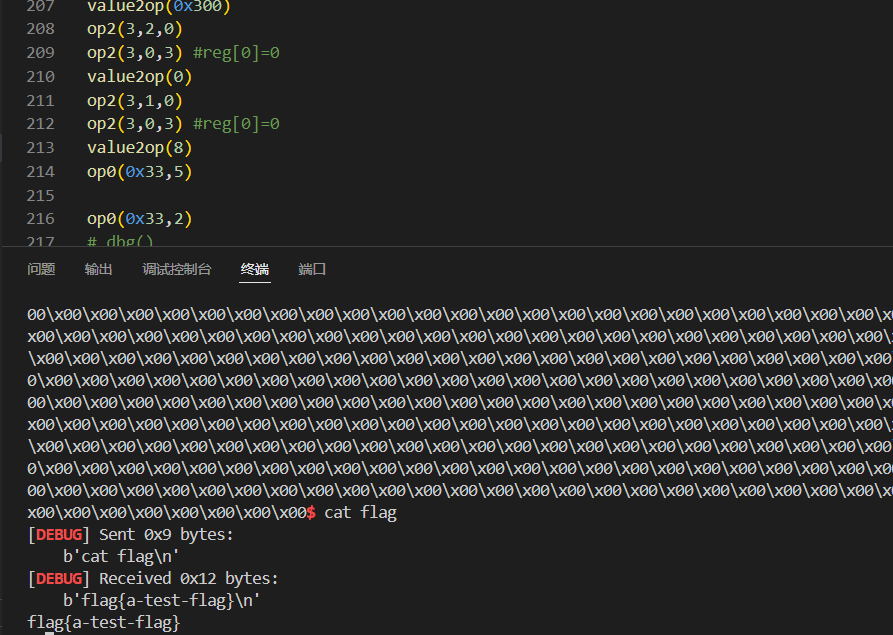 207 value2op(0x300)
208 op2(3,2,0)
209 op2(3,0,3) #reg[0]=0
210 value2op(0)
211 op2(3,1,0)
212 op2(3,0,3) #reg[0]=0
213 value2op(8)
214 op0(0x33,5)
215
216 op0(0x33,2)
217 # dbg()
问题 输出 调试控制台 终端 端口
00\x00\x00\x00\x00\x00\x00\x00\x00\x00\x00\x00\x00\x00\x00\x00\x00\x00\x00\x00\x00\x00\x00\x00\x0
x00\x00\x00\x00\x00\x00\x00\x00\x00\x00\x00\x00\x00\x00\x00\x00\x00\x00\x00\x00\x00\x00\x00\x00\
\x00\x00\x00\x00\x00\x00\x00\x00\x00\x00\x00\x00\x00\x00\x00\x00\x00\x00\x00\x00\x00\x00\x00\x00
0\x00\x00\x00\x00\x00\x00\x00\x00\x00\x00\x00\x00\x00\x00\x00\x00\x00\x00\x00\x00\x00\x00\x00\x00
00\x00\x00\x00\x00\x00\x00\x00\x00\x00\x00\x00\x00\x00\x00\x00\x00\x00\x00\x00\x00\x00\x00\x00\x0
x00\x00\x00\x00\x00\x00\x00\x00\x00\x00\x00\x00\x00\x00\x00\x00\x00\x00\x00\x00\x00\x00\x00\x00\
\x00\x00\x00\x00\x00\x00\x00\x00\x00\x00\x00\x00\x00\x00\x00\x00\x00\x00\x00\x00\x00\x00\x00\x00
0\x00\x00\x00\x00\x00\x00\x00\x00\x00\x00\x00\x00\x00\x00\x00\x00\x00\x00\x00\x00\x00\x00\x00\x00
00\x00\x00\x00\x00\x00\x00\x00\x00\x00\x00\x00\x00\x00\x00\x00\x00\x00\x00\x00\x00\x00\x00\x00\x0
x00\x00\x00\x00\x00\x00\x00\x00$ cat flag
[DEBUG] Sent 0x9 bytes:
b'cat flag\n'
[DEBUG] Received 0x12 bytes:
b'flag{a-test-flag}\n'
flag{a-test-flag}